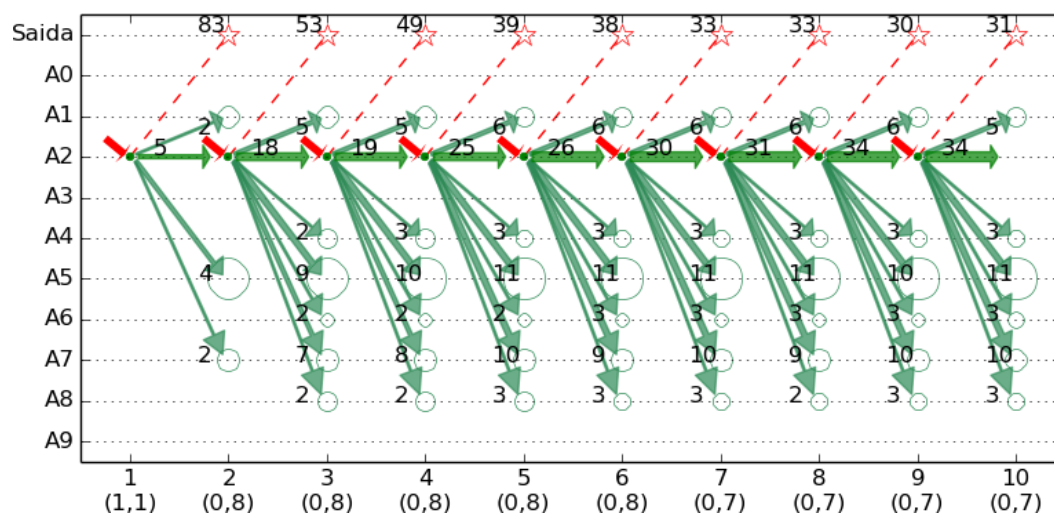 Saida 83 53 49 39 38 33 33 30 31
A0
A1
2 5 5 6 6 6 6 6 5
A2 5 18 19 25 26 30 31 34 34
A3
A4 2 3 3 3 3 3 3 3
A5 4 9 10 11 11 11 11 10 11
A6 2 2 2 3 3 3 3 3
A7 2 7 8 10 9 10 9 10 10
A8 2 2 3 3 3 2 3 3
A9
1 2 3 4 5 6 7 8 9 10
(1,1) (0,8) (0,8) (0,8) (0,8) (0,8) (0,7) (0,7) (0,7) (0,7)